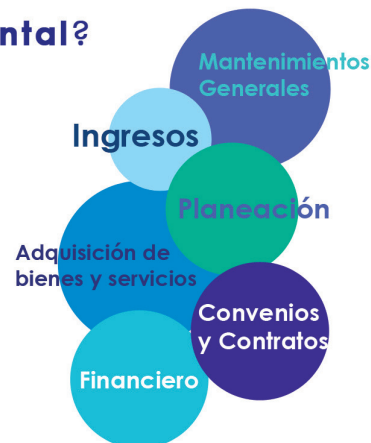 ntal?
Mantenimientos
Generales
Ingresos
Planeación
Adquisición de
bienes y servicios
Convenios
y Contratos
Financiero